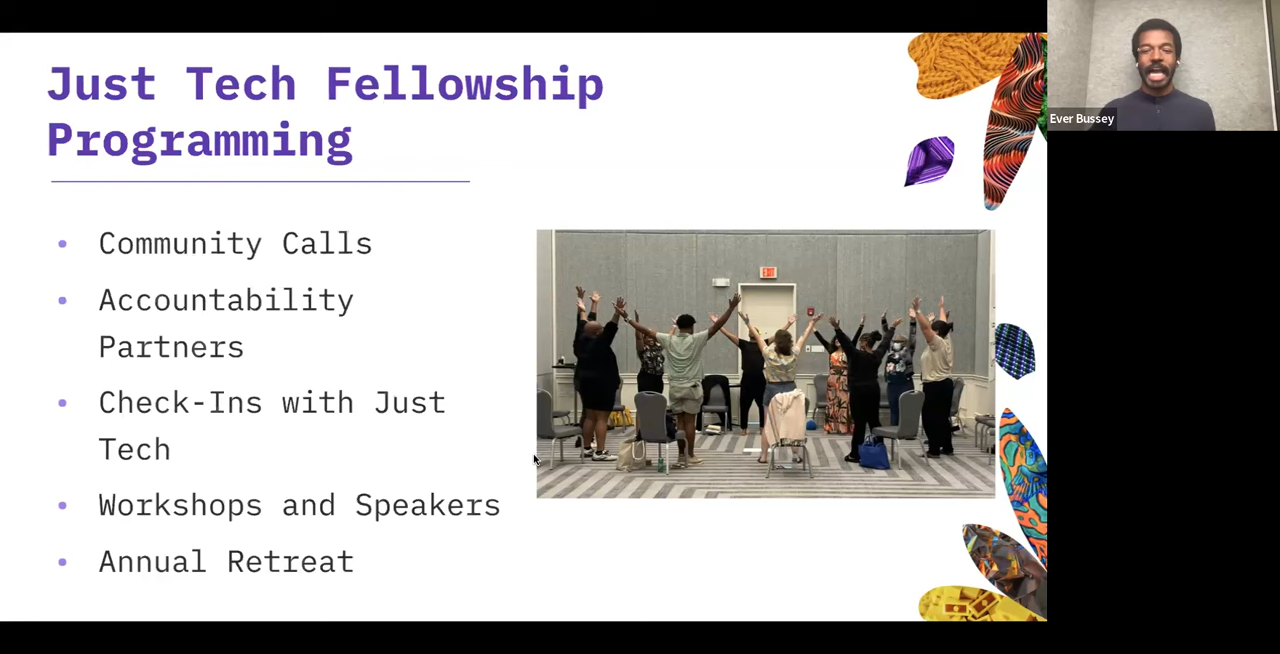 Just Tech Fellowship
Programming
Ever Bussey
• Community Calls
• Accountability
Partners
• Check-Ins with Just
Tech
• Workshops and Speakers
• Annual Retreat